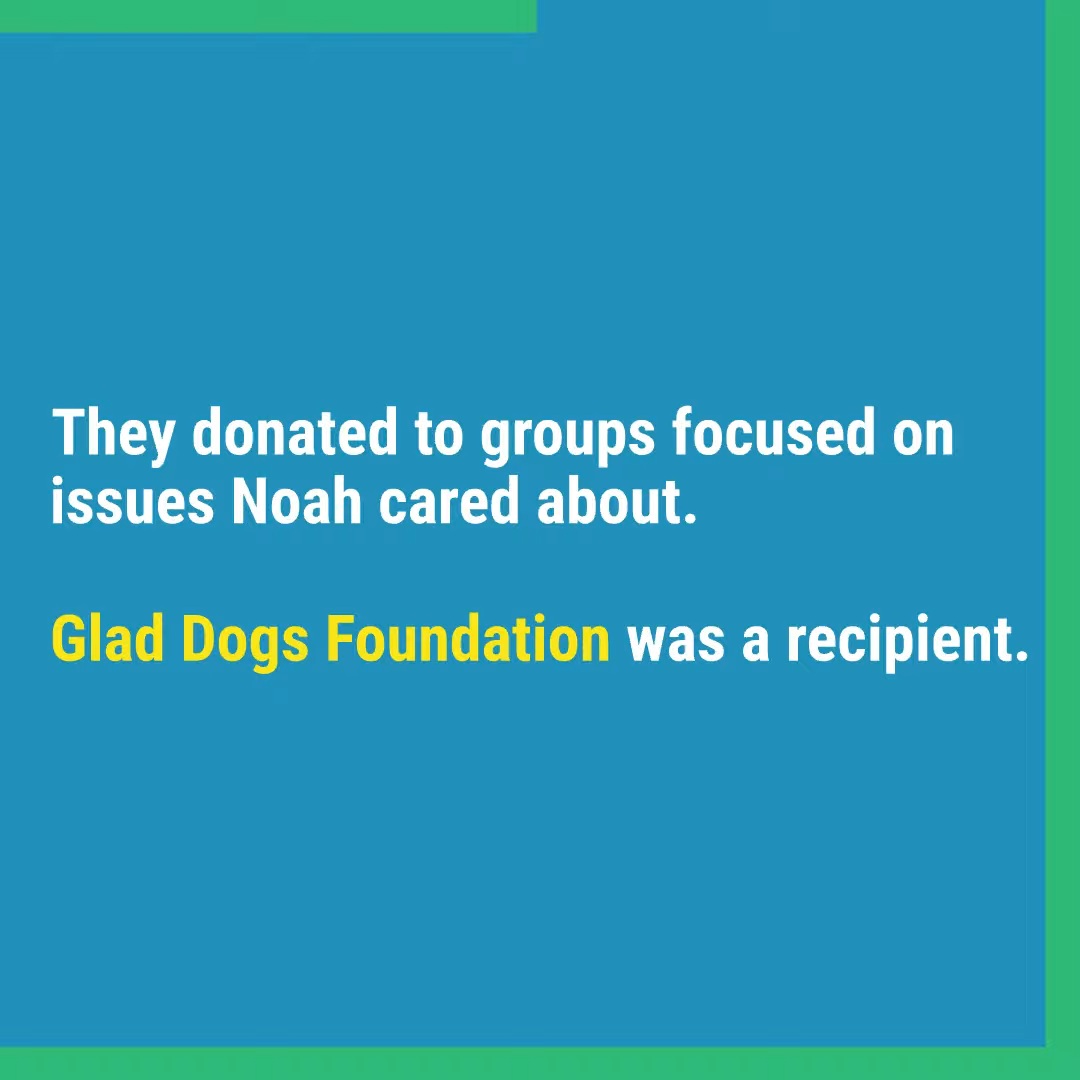 They donated to groups focused on
issues Noah cared about.
Glad Dogs Foundation was a recipient.